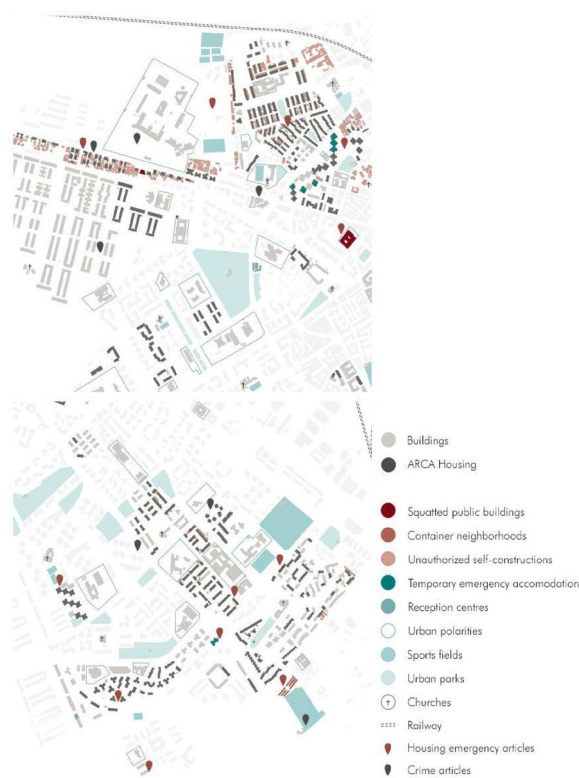 Buildings
ARCA Housing
Squatted public buildings
Container neighborhoods
Unauthorized self-constructions
Temporary emergency accomodation
Reception centres
Urban polarities
Sports fields
Urban parks
Churches
Railway
Housing emergency articles
Crime articles